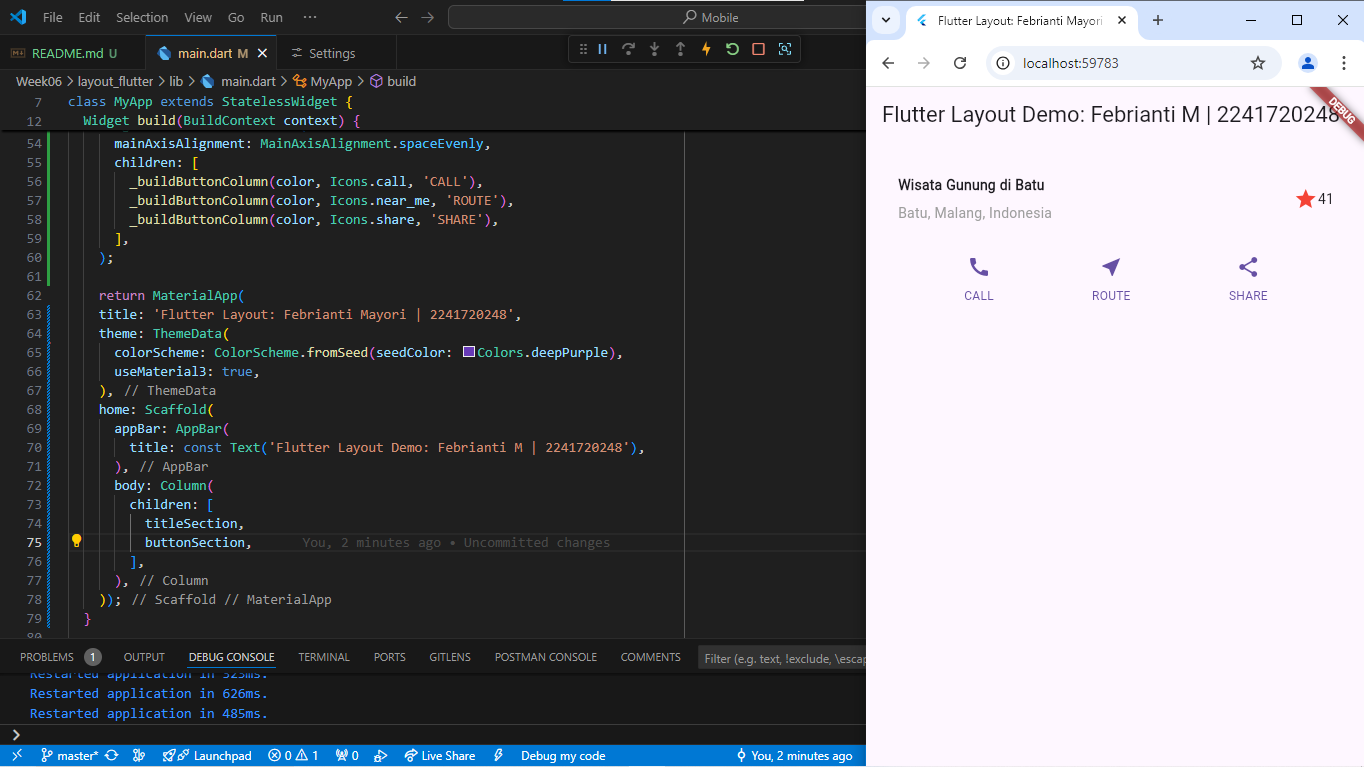 File Edit Selection View Go Run ··· Mobile
README.md U main.dart M Settings
Week06 > layout_flutter > lib > main.dart > MyApp > build
7 class MyApp extends StatelessWidget {
12 Widget build(BuildContext context) {
54 mainAxisAlignment: MainAxisAlignment.spaceEvenly,
55 children: [
56 _buildButtonColumn(color, Icons.call, 'CALL'),
57 _buildButtonColumn(color, Icons.near_me, 'ROUTE'),
58 _buildButtonColumn(color, Icons.share, 'SHARE'),
59 ],
60 );
61
62 return MaterialApp(
63 title: 'Flutter Layout: Febrianti Mayori | 2241720248',
64 theme: ThemeData(
65 colorScheme: ColorScheme.fromSeed(seedColor: Colors.deepPurple),
66 useMaterial3: true,
67 ), // ThemeData
68 home: Scaffold(
69 appBar: AppBar(
70 title: const Text('Flutter Layout Demo: Febrianti M | 2241720248'),
71 ), // AppBar
72 body: Column(
73 children: [
74 titleSection,
75 buttonSection, You, 2 minutes ago • Uncommitted changes
76 ],
77 ), // Column
78 )); // Scaffold // MaterialApp
79 }
80
PROBLEMS 1 OUTPUT DEBUG CONSOLE TERMINAL PORTS GITLENS POSTMAN CONSOLE COMMENTS Filter (e.g. text, !exclude, \escap
Restarted application in 325ms.
Restarted application in 626ms.
Restarted application in 485ms.
master* Launchpad 0 1 0 Live Share Debug my code You, 2 minutes ago
Flutter Layout: Febrianti Mayori
localhost:59783
Flutter Layout Demo: Febrianti M | 2241720248
DEBUG
Wisata Gunung di Batu
41
Batu, Malang, Indonesia
CALL ROUTE SHARE